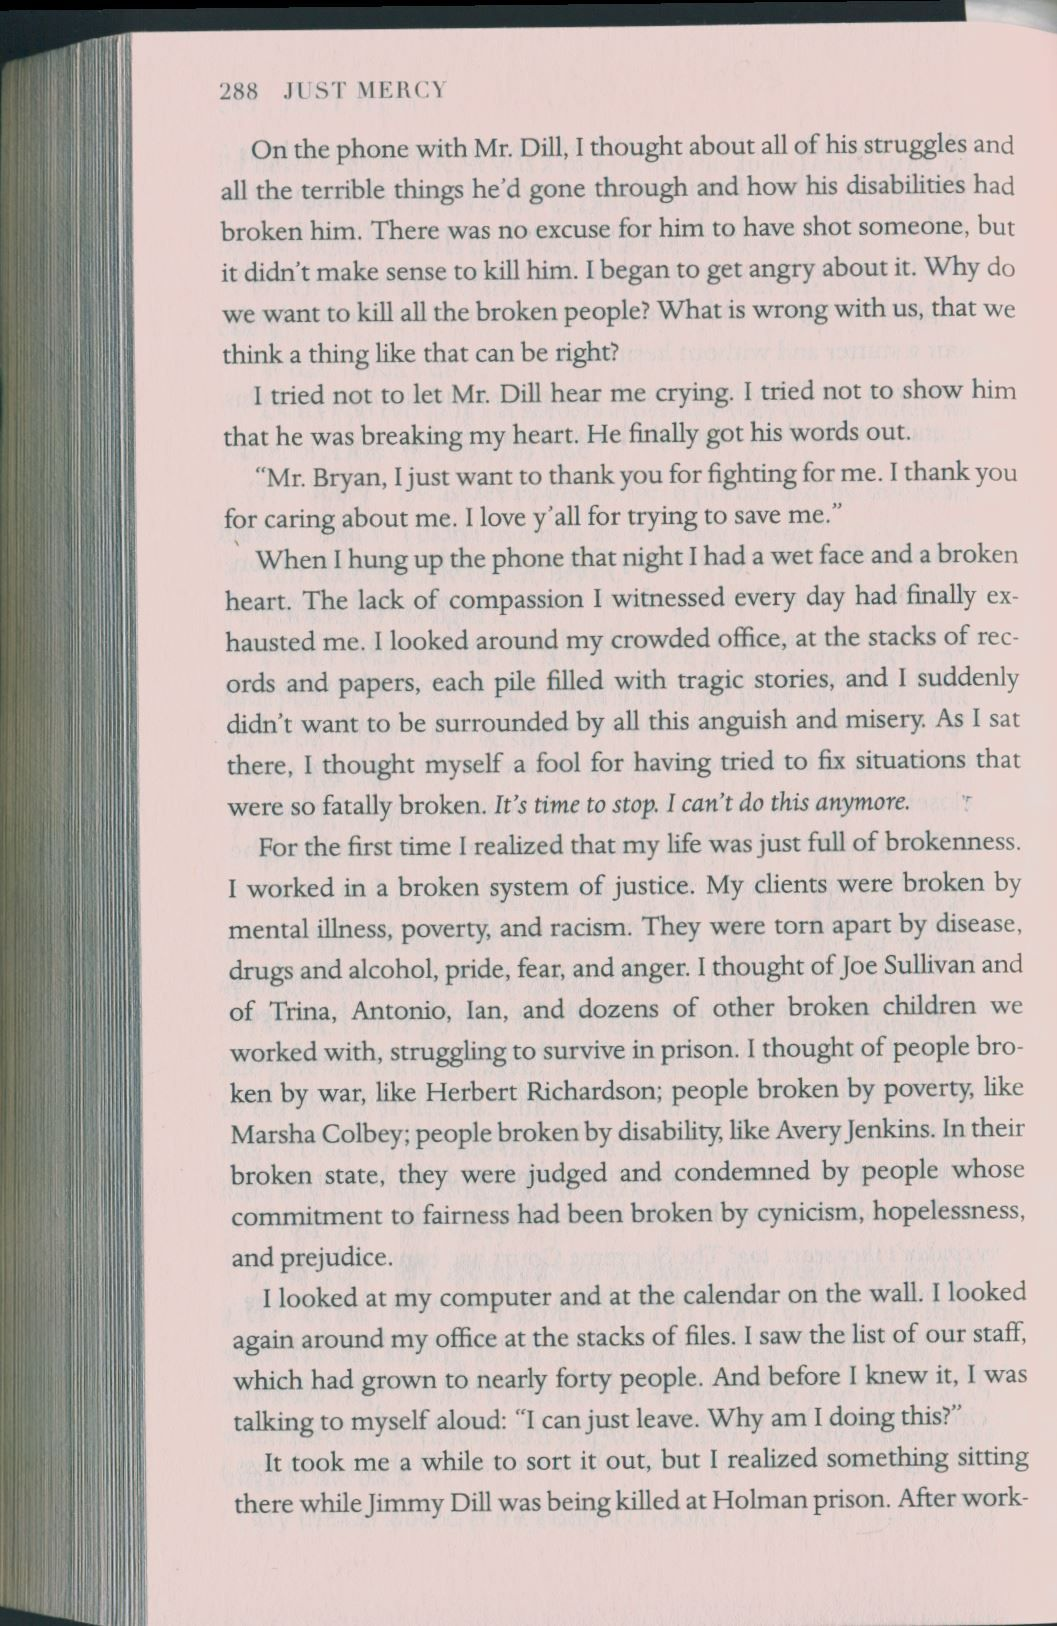 288 JUST MERCY
On the phone with Mr. Dill, I thought about all of his struggles and
all the terrible things he’d gone through and how his disabilities had
broken him. There was no excuse for him to have shot someone, but
it didn’t make sense to kill him. I began to get angry about it. Why do
we want to kill all the broken people? What is wrong with us, that we
think a thing like that can be right?
I tried not to let Mr. Dill hear me crying. I tried not to show him
that he was breaking my heart. He finally got his words out.
“Mr. Bryan, I just want to thank you for fighting for me. I thank you
for caring about me. I love y’all for trying to save me.”
When I hung up the phone that night I had a wet face and a broken
heart. The lack of compassion I witnessed every day had finally ex-
hausted me. I looked around my crowded office, at the stacks of rec-
ords and papers, each pile filled with tragic stories, and I suddenly
didn’t want to be surrounded by all this anguish and misery. As I sat
there, I thought myself a fool for having tried to fix situations that
were so fatally broken. It’s time to stop. I can’t do this anymore.
For the first time I realized that my life was just full of brokenness.
I worked in a broken system of justice. My clients were broken by
mental illness, poverty, and racism. They were torn apart by disease,
drugs and alcohol, pride, fear, and anger. I thought of Joe Sullivan and
of Trina, Antonio, Ian, and dozens of other broken children we
worked with, struggling to survive in prison. I thought of people bro-
ken by war, like Herbert Richardson; people broken by poverty, like
Marsha Colbey; people broken by disability, like Avery Jenkins. In their
broken state, they were judged and condemned by people whose
commitment to fairness had been broken by cynicism, hopelessness,
and prejudice.
I looked at my computer and at the calendar on the wall. I looked
again around my office at the stacks of files. I saw the list of our staff,
which had grown to nearly forty people. And before I knew it, I was
talking to myself aloud: “I can just leave. Why am I doing this?”
It took me a while to sort it out, but I realized something sitting
there while Jimmy Dill was being killed at Holman prison. After work-